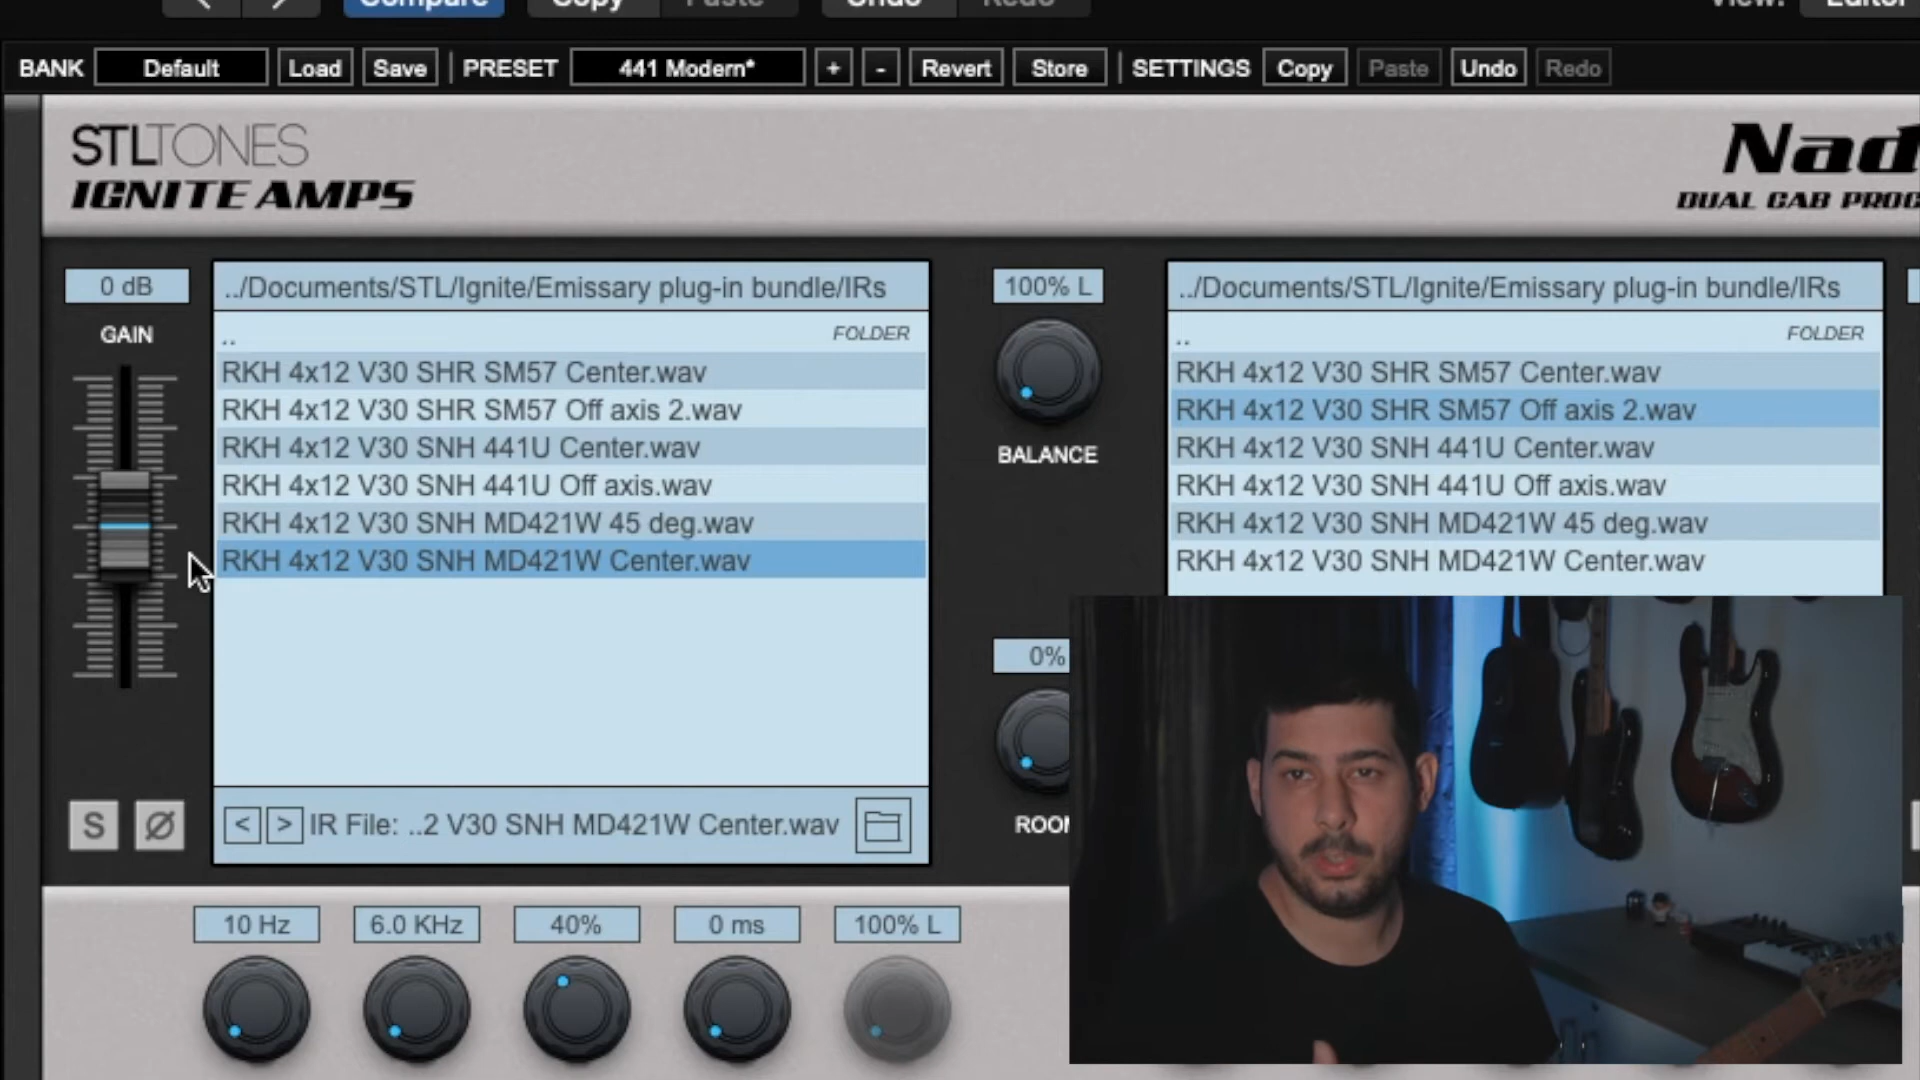 Compare Copy Paste Undo Redo View: Editor
BANK Default Load Save PRESET 441 Modern* + - Revert Store SETTINGS Copy Paste Undo Redo
STLTONES
IGNITE AMPS
Nad
DUAL CAB PROC
0 dB
GAIN
../Documents/STL/Ignite/Emissary plug-in bundle/IRs
.. FOLDER
RKH 4x12 V30 SHR SM57 Center.wav
RKH 4x12 V30 SHR SM57 Off axis 2.wav
RKH 4x12 V30 SNH 441U Center.wav
RKH 4x12 V30 SNH 441U Off axis.wav
RKH 4x12 V30 SNH MD421W 45 deg.wav
RKH 4x12 V30 SNH MD421W Center.wav
< > IR File: ..2 V30 SNH MD421W Center.wav
S Ø
100% L
BALANCE
0%
ROOM
../Documents/STL/Ignite/Emissary plug-in bundle/IRs
.. FOLDER
RKH 4x12 V30 SHR SM57 Center.wav
RKH 4x12 V30 SHR SM57 Off axis 2.wav
RKH 4x12 V30 SNH 441U Center.wav
RKH 4x12 V30 SNH 441U Off axis.wav
RKH 4x12 V30 SNH MD421W 45 deg.wav
RKH 4x12 V30 SNH MD421W Center.wav
10 Hz 6.0 KHz 40% 0 ms 100% L